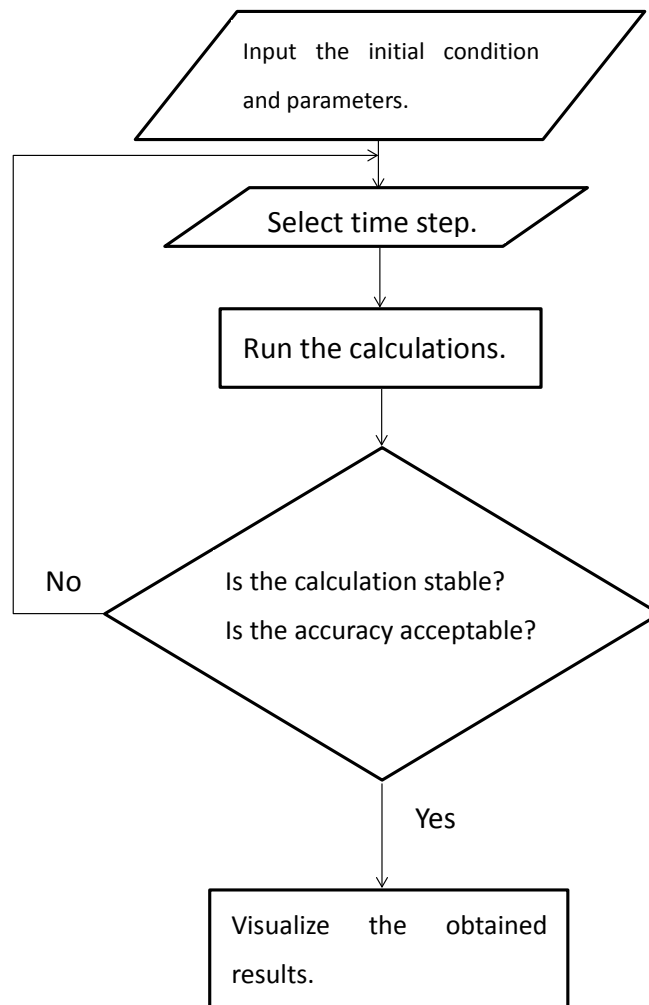 Input the initial condition
and parameters.
Select time step.
Run the calculations.
No
Is the calculation stable?
Is the accuracy acceptable?
Yes
Visualize the obtained
results.